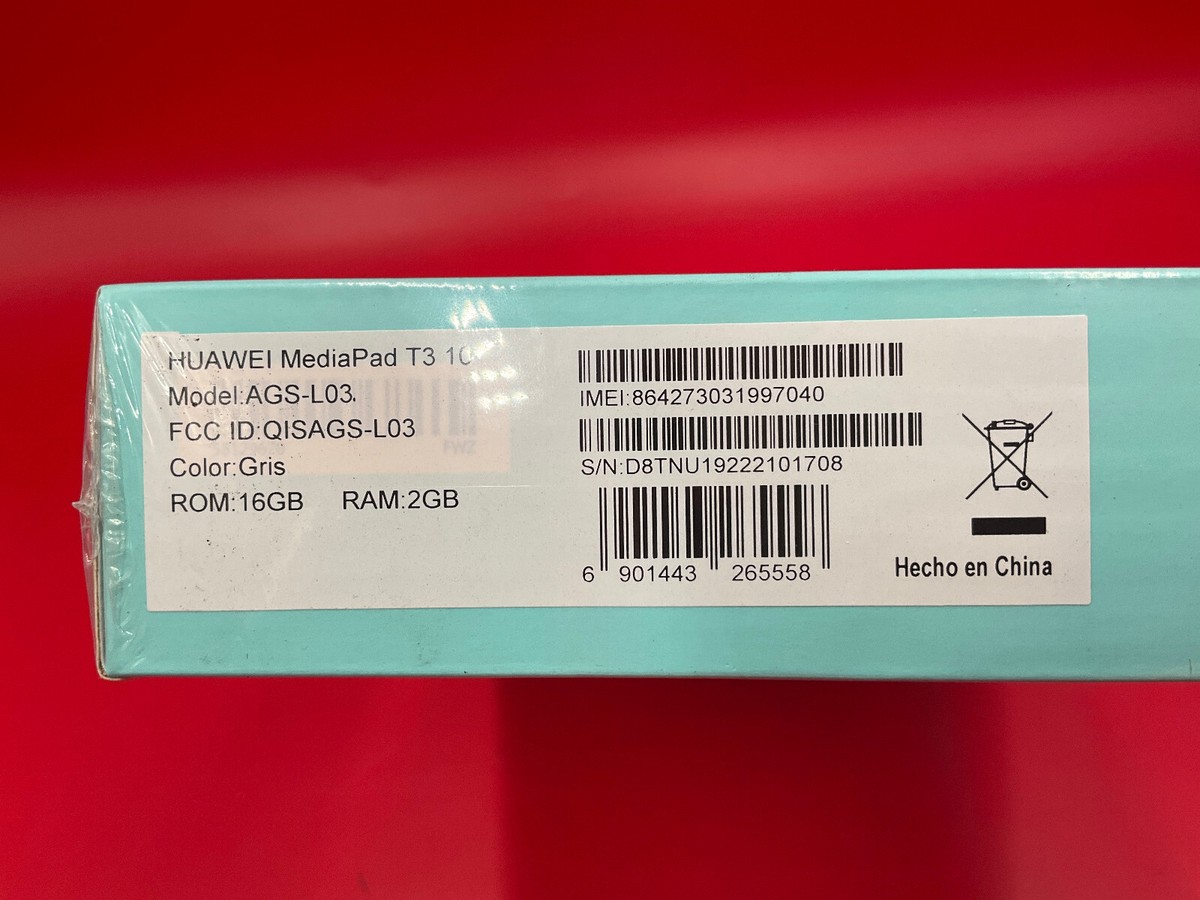 HUAWEI MediaPad T3 10
Model:AGS-L03
FCC ID:QISAGS-L03
Color:Gris
ROM:16GB RAM:2GB
IMEI:864273031997040
S/N:D8TNU19222101708
6 901443 265558
Hecho en China